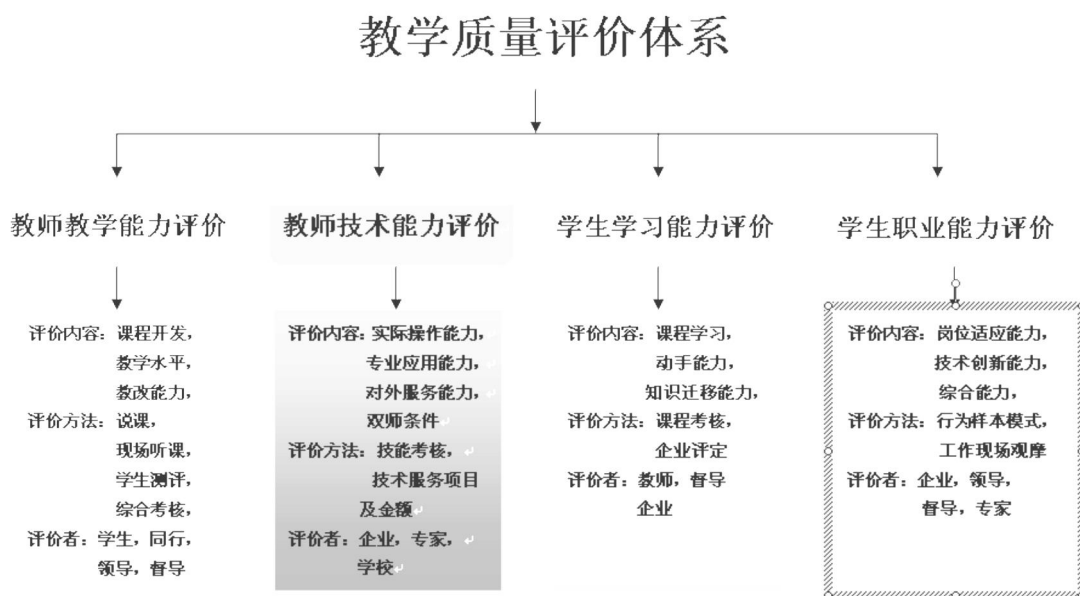 教学质量评价体系
教师教学能力评价
教师技术能力评价
学生学习能力评价
学生职业能力评价
评价内容：课程开发，
教学水平，
教改能力，
评价方法：说课，
现场听课，
学生测评，
综合考核，
评价者：学生，同行，
领导，督导
评价内容：实际操作能力，
专业应用能力，
对外服务能力，
双师条件
评价方法：技能考核，
技术服务项目
及金额
评价者：企业，专家，
学校
评价内容：课程学习，
动手能力，
知识迁移能力，
评价方法：课程考核，
企业评定
评价者：教师，督导
企业
评价内容：岗位适应能力，
技术创新能力，
综合能力，
评价方法：行为样本模式，
工作现场观摩
评价者：企业，领导，
督导，专家